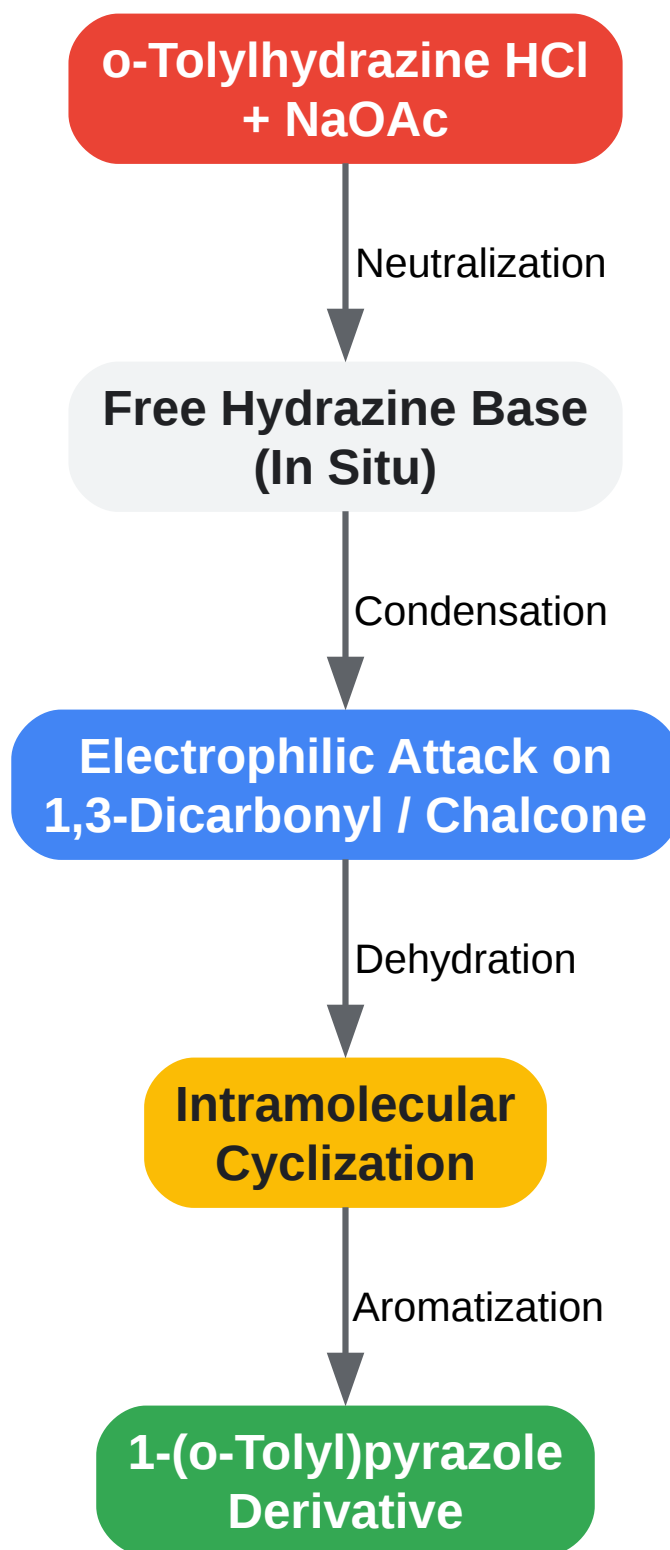 o-Tolylhydrazine HCl
+ NaOAc
Neutralization
Free Hydrazine Base
(In Situ)
Condensation
Electrophilic Attack on
1,3-Dicarbonyl / Chalcone
Dehydration
Intramolecular
Cyclization
Aromatization
1-(o-Tolyl)pyrazole
Derivative